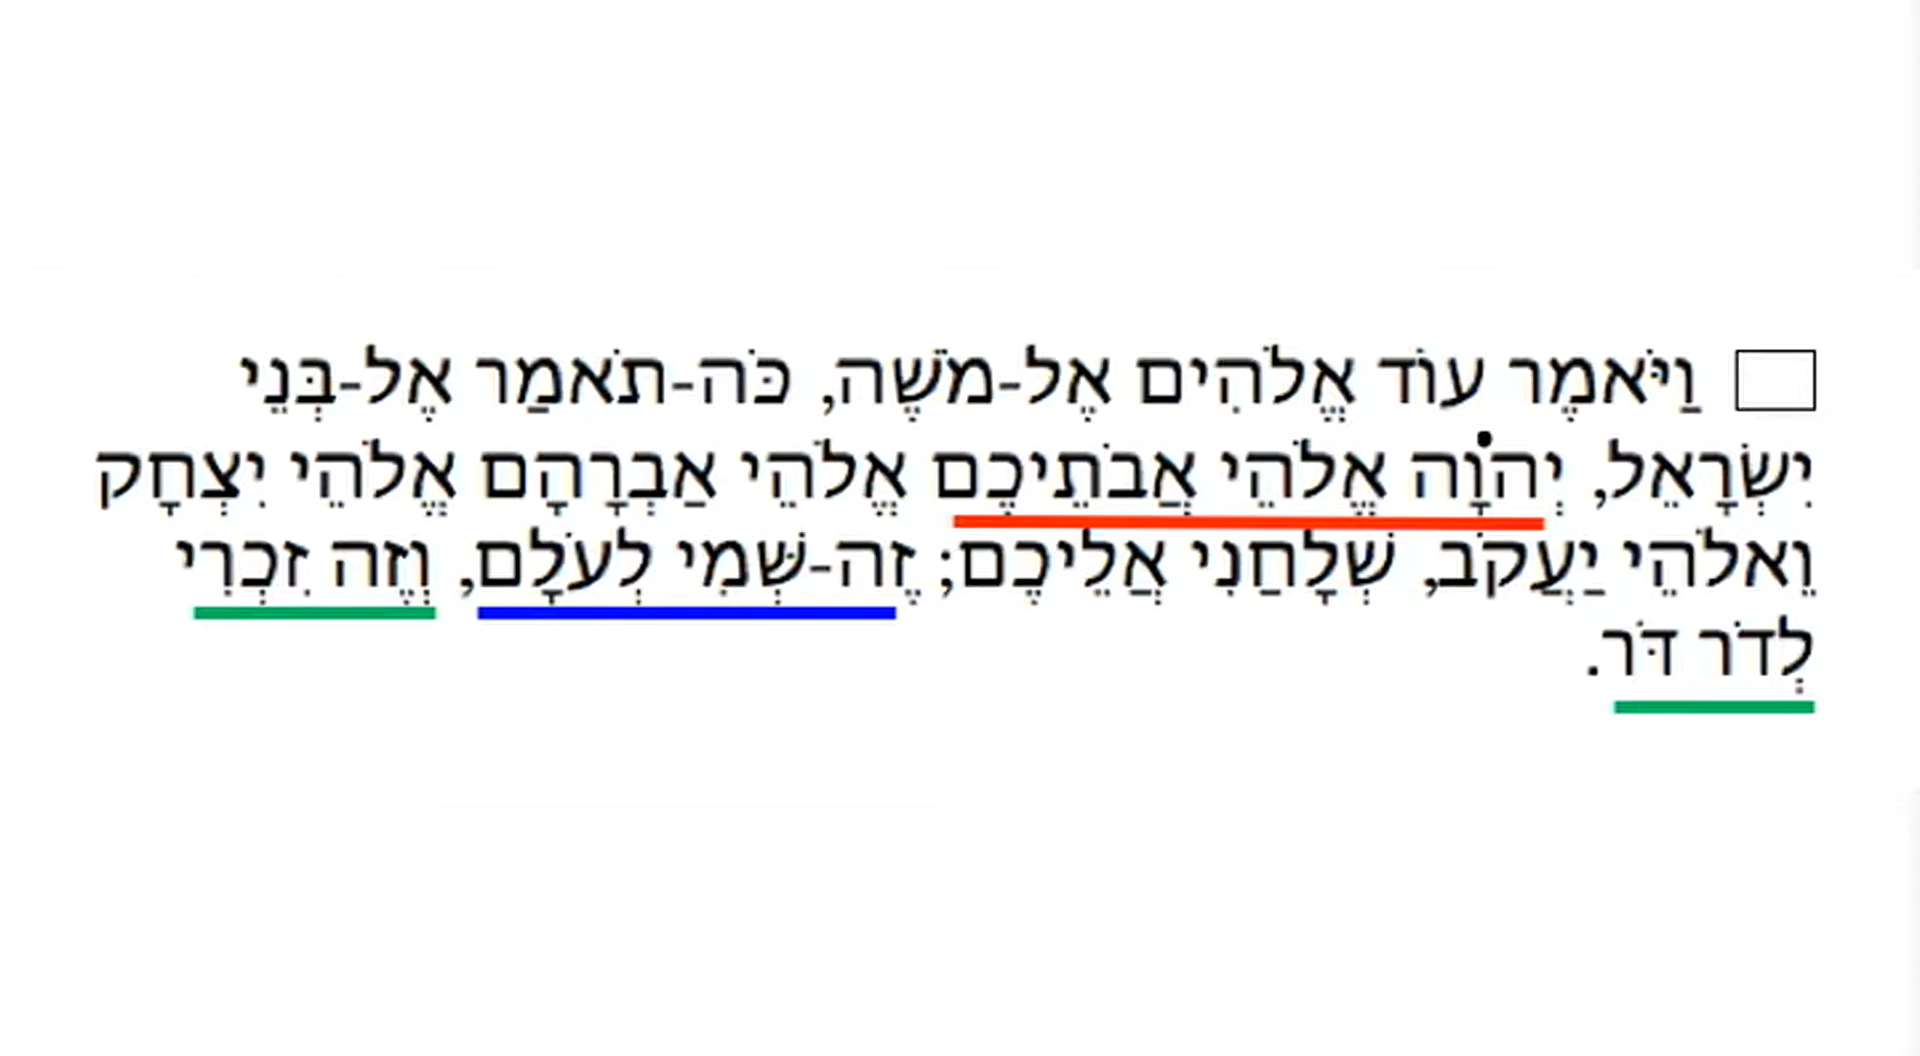 וַיֹּאמֶר עוֹד אֱלֹהִים אֶל-מֹשֶׁה, כֹּה-תֹאמַר אֶל-בְּנֵי
יִשְׂרָאֵל, יְהוָֹה אֱלֹהֵי אֲבֹתֵיכֶם אֱלֹהֵי אַבְרָהָם אֱלֹהֵי יִצְחָק
וֵאלֹהֵי יַעֲקֹב, שְׁלָחַנִי אֲלֵיכֶם; זֶה-שְּׁמִי לְעֹלָם, וְזֶה זִכְרִי
לְדֹר דֹּר.